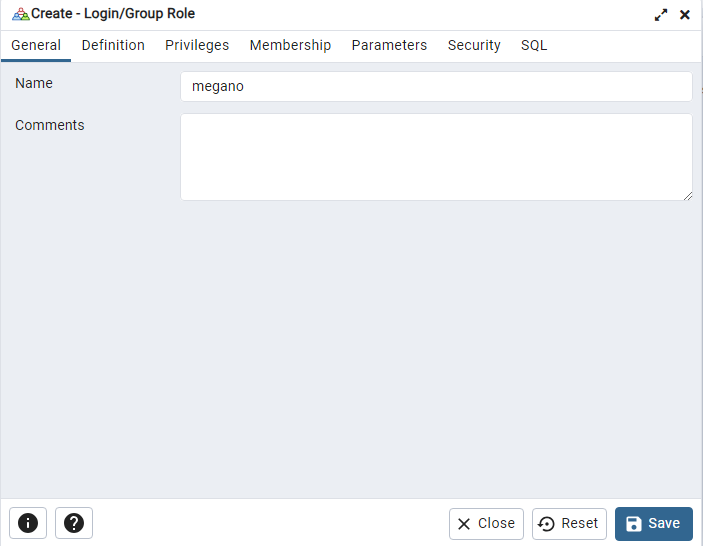 Create - Login/Group Role
General Definition Privileges Membership Parameters Security SQL
Name megano
Comments
Close Reset Save